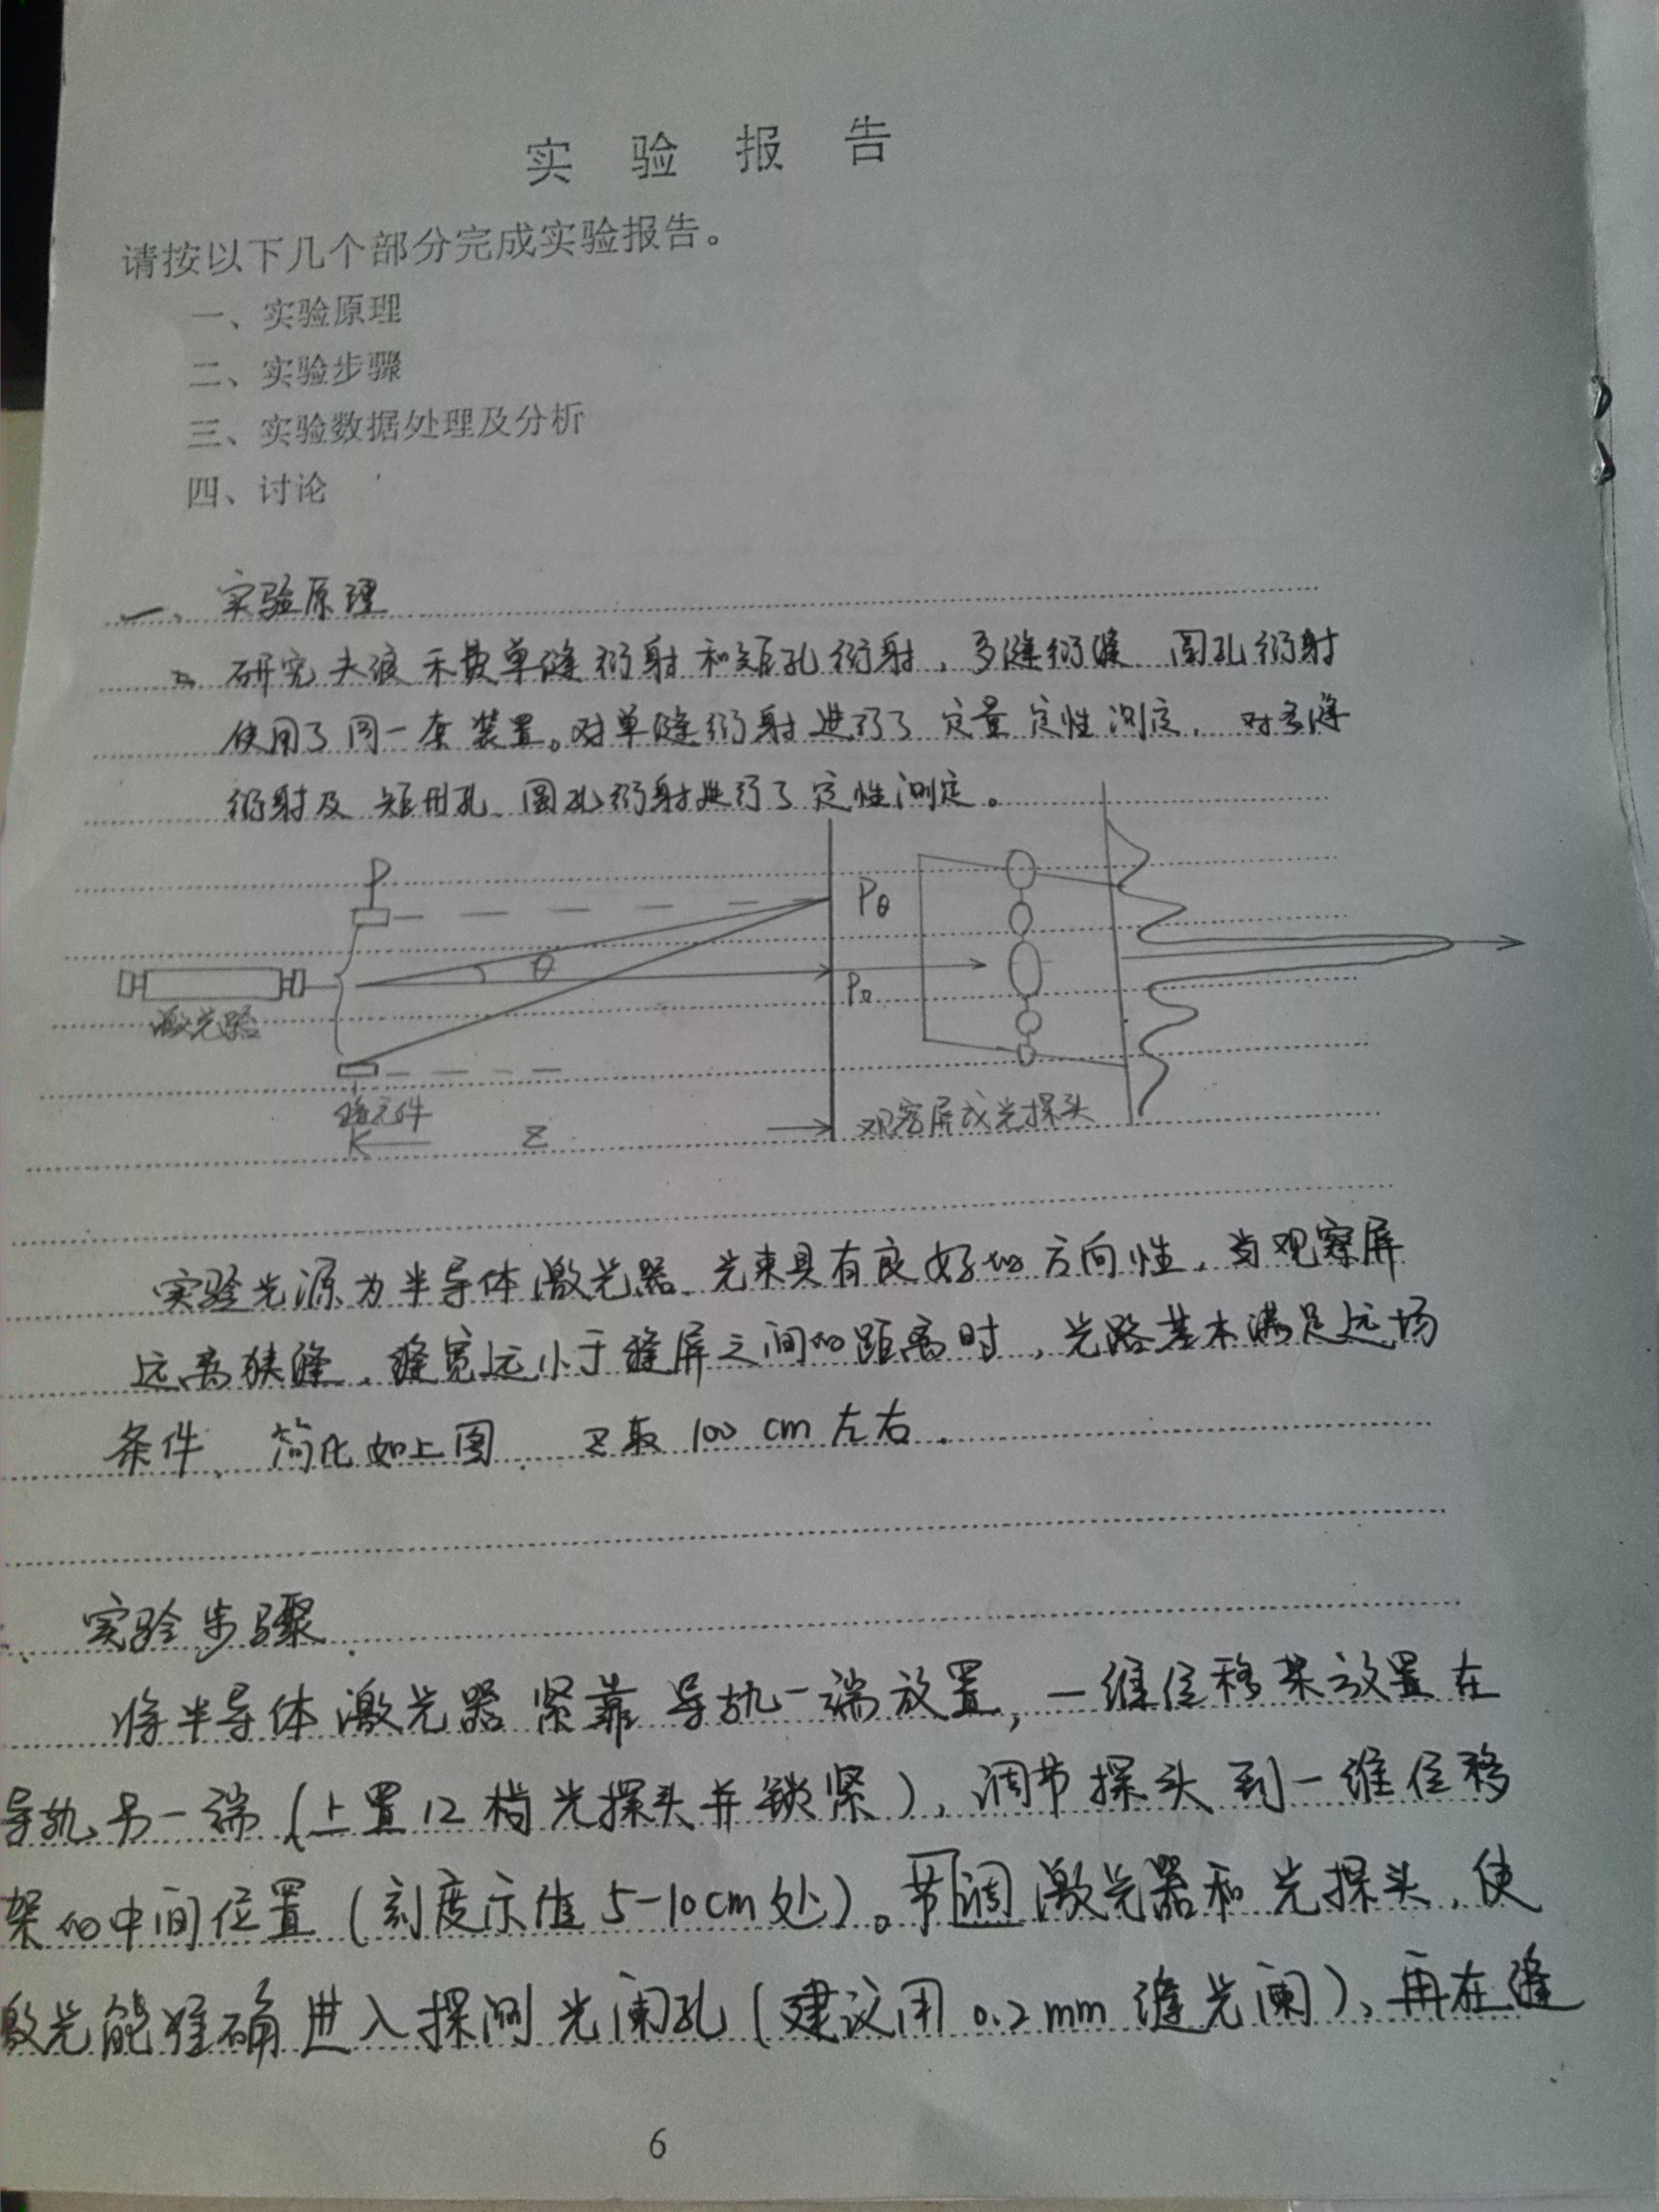 实验报告
请按以下几个部分完成实验报告。
一、实验原理
二、实验步骤
三、实验数据处理及分析
四、讨论
一、实验原理
研究夫琅禾费单缝衍射和矩孔衍射,多缝衍缝 圆孔衍射
使用了同一套装置。对单缝衍射进行了定量定性测定,对多缝
衍射及矩形孔、圆孔衍射进行了定性测定。
P
Pθ
θ
P0
激光器
缝元件
观察屏或光探头
K Z
实验光源为半导体激光器.光束具有良好的方向性,当观察屏
远离狭缝,缝宽远小于缝屏之间的距离时,光路基本满足远场
条件、简化如上图. Z取100cm左右.
、实验步骤.
将半导体激光器紧靠导轨一端放置,一维位移架放置在
导轨另一端(上置12档光探头并锁紧),调节探头到一维位移
架的中间位置(刻度示值5-10cm处)。节调激光器和光探头,使
激光能准确进入探测光阑孔(建议用0.2mm缝光阑)、再在缝
6